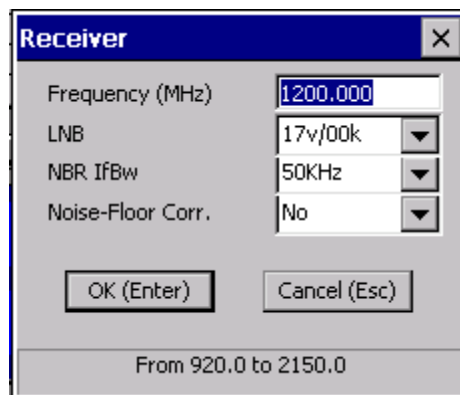 Receiver
Frequency (MHz) 1200.000
LNB 17v/00k
NBR IfBw 50KHz
Noise-Floor Corr. No
OK (Enter) Cancel (Esc)
From 920.0 to 2150.0